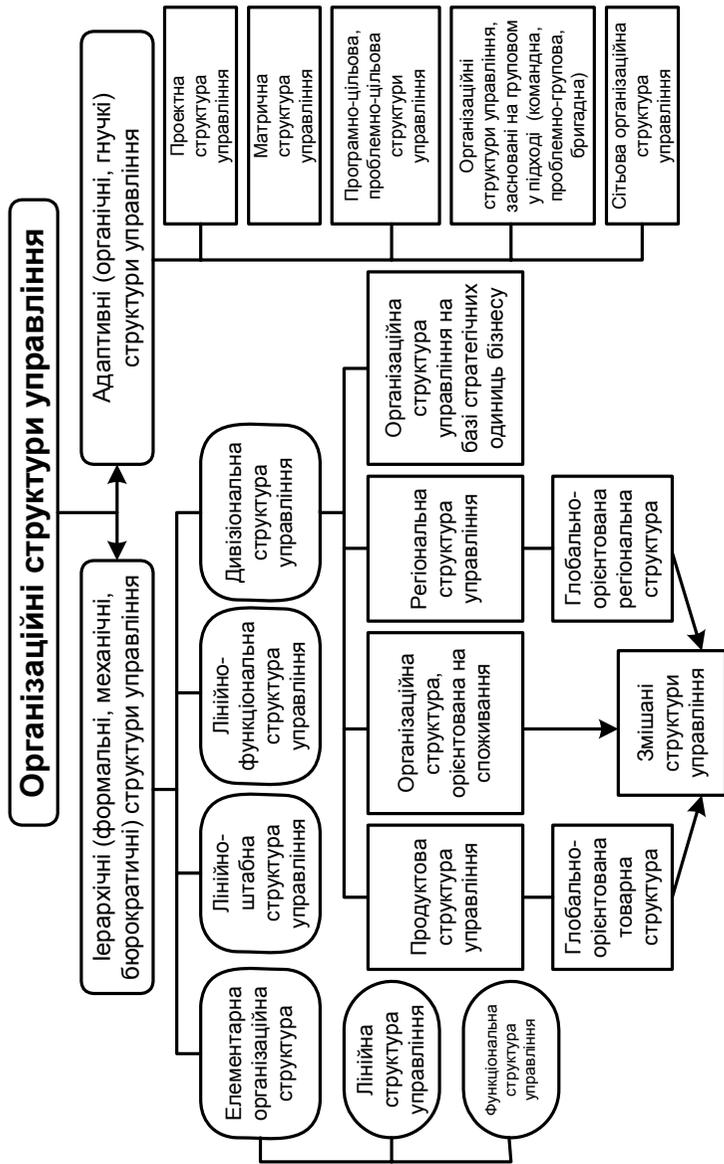 Організаційні структури управління
Ієрархічні (формальні, механічні,
бюрократичні) структури управління
Адаптивні (органічні, гнучкі)
структури управління
Елементарна
організаційна
структура
Лінійно-
штабна
структура
управління
Лінійно-
функціональна
структура
управління
Дивізіональна
структура
управління
Лінійна
структура
управління
Функціональна
структура
управління
Продуктова
структура
управління
Організаційна
структура,
орієнтована на
споживання
Регіональна
структура
управління
Організаційна
структура
управління на
базі стратегічних
одиниць бізнесу
Глобально-
орієнтована
товарна
структура
Глобально-
орієнтована
регіональна
структура
Змішані
структури
управління
Проектна
структура
управління
Матрична
структура
управління
Програмно-цільова,
проблемно-цільова
структури
управління
Організаційні
структури управління,
засновані на груповом
у підході (командна,
проблемно-групова,
бригадна)
Сітьова організаційна
структура
управління